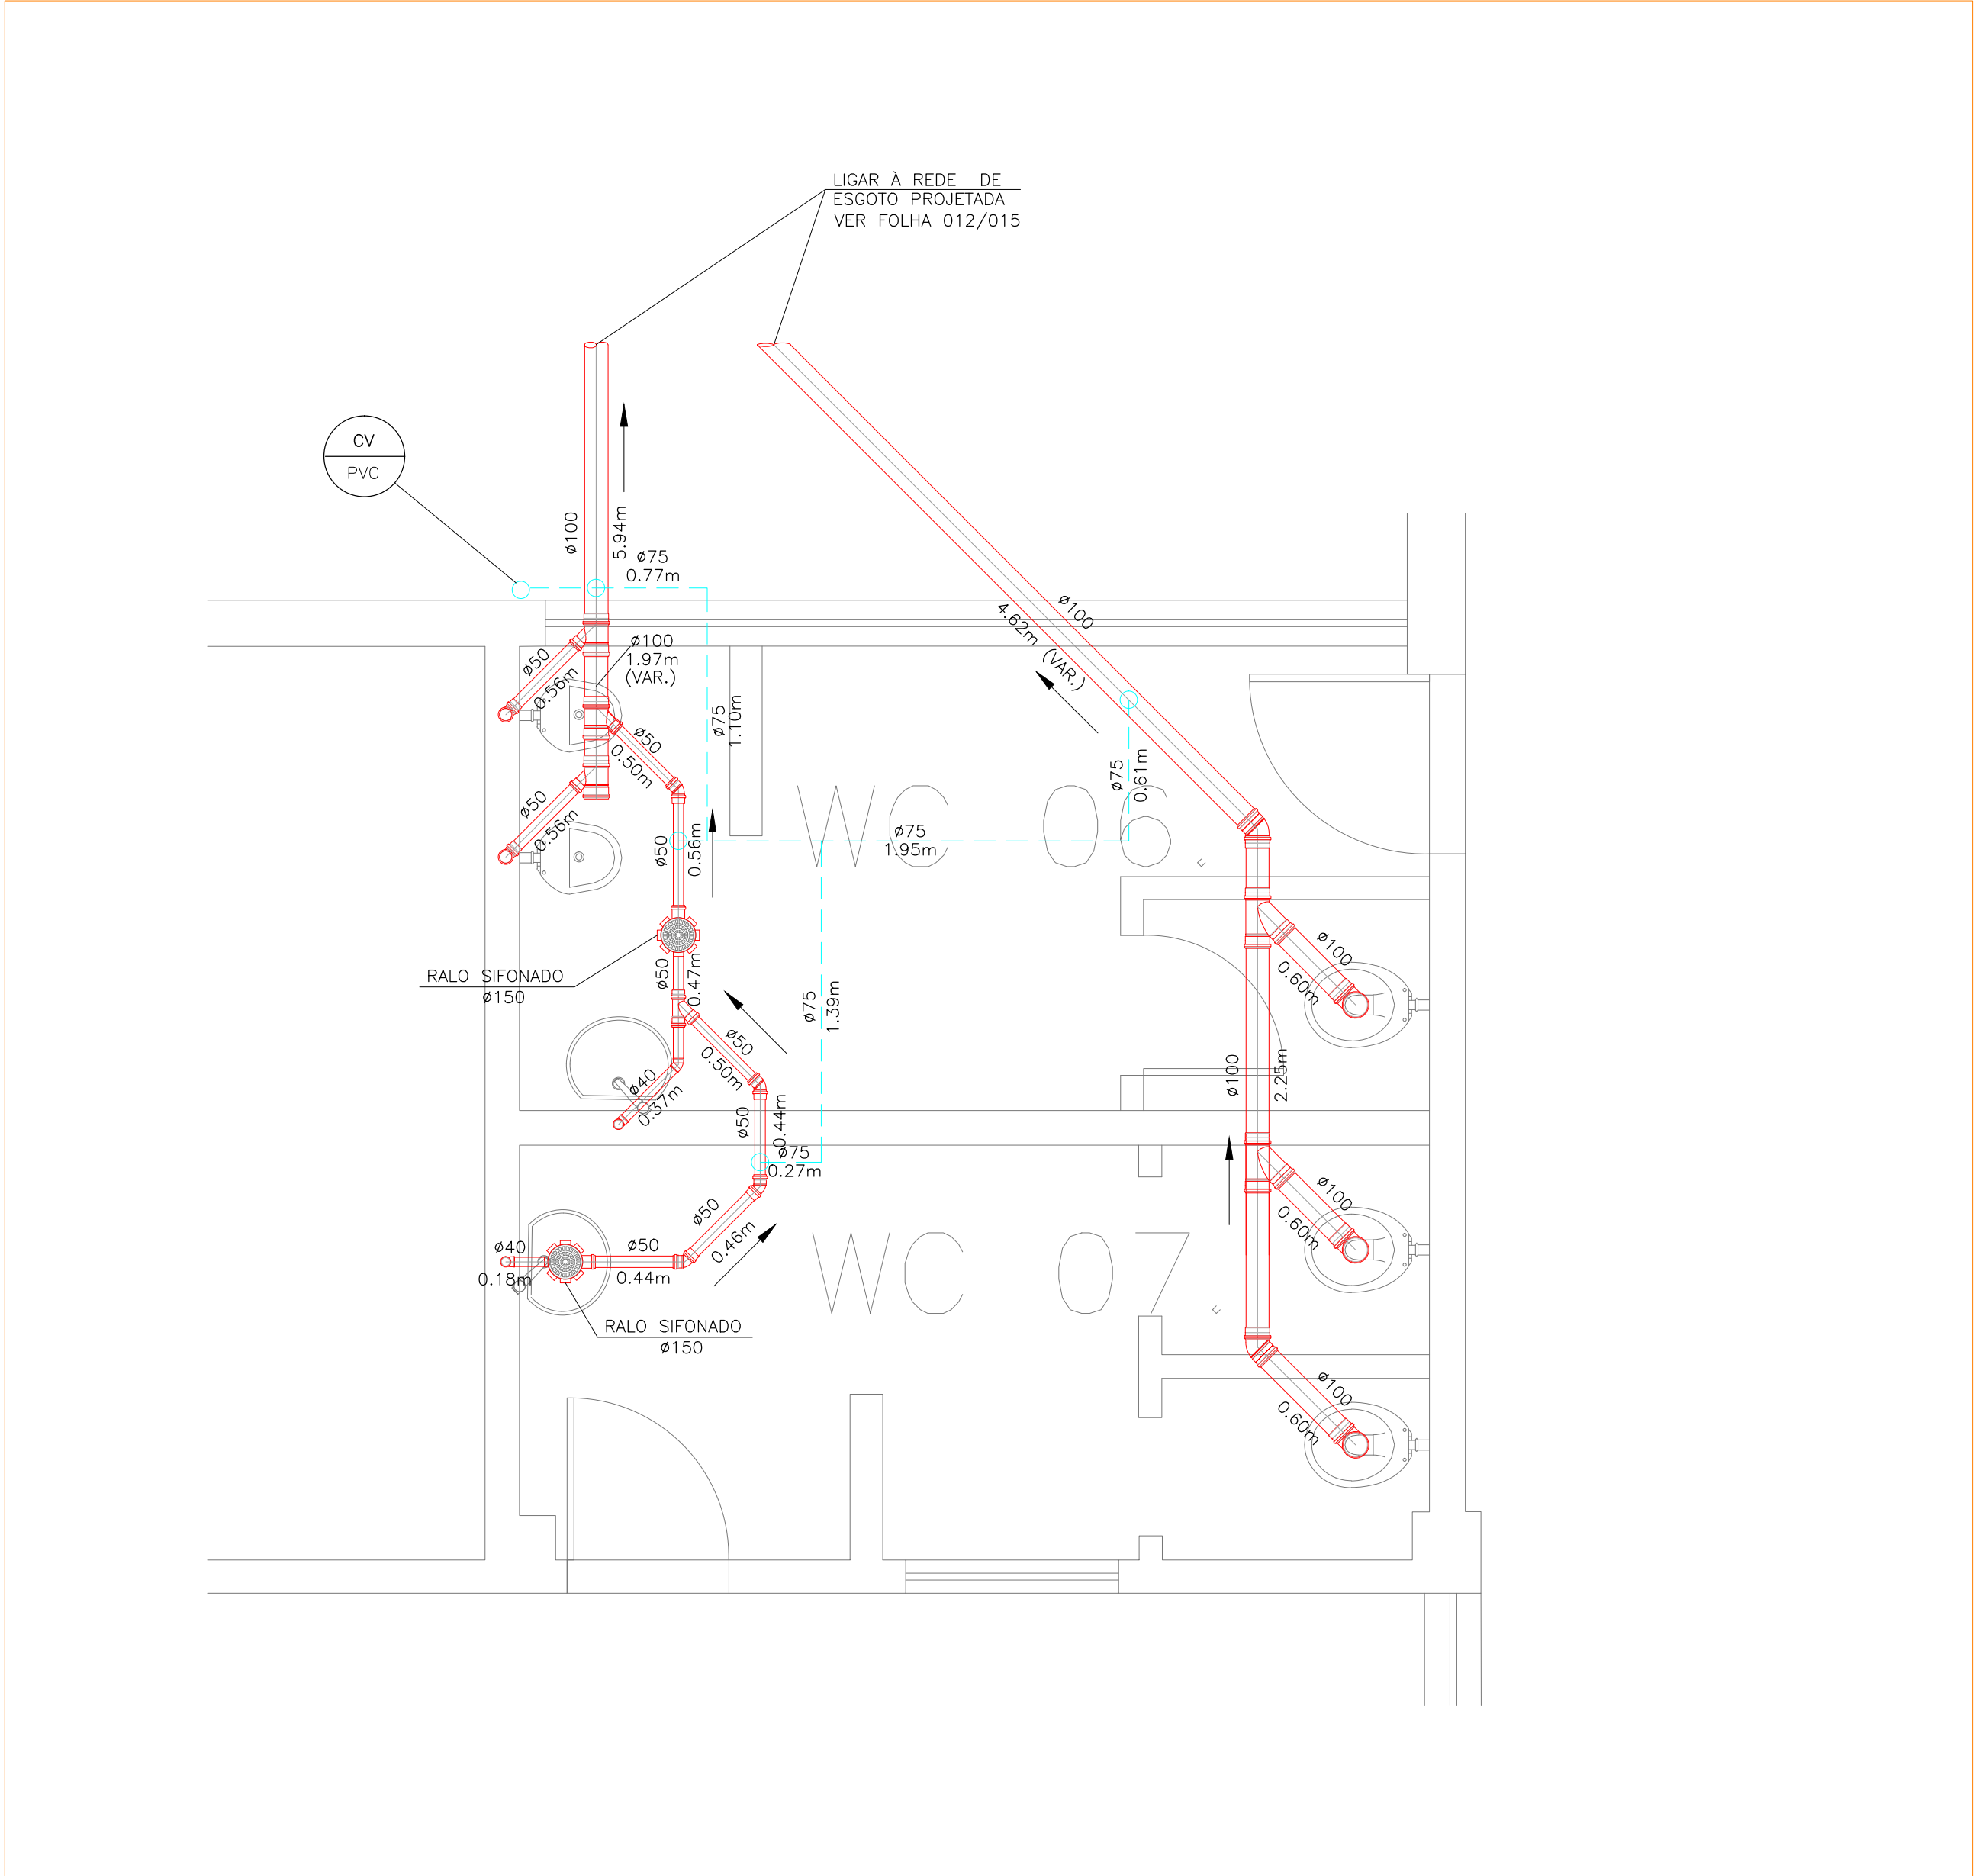 LIGAR À REDE DE
ESGOTO PROJETADA
VER FOLHA 012/015
CV
PVC
ø100
5.94m
ø75
0.77m
ø100
1.97m
(VAR.)
ø50
0.56m
ø75
1.10m
ø50
0.50m
ø50
0.56m
ø100
4.62m (VAR.)
ø75
0.61m
WC 06
ø75
1.95m
ø50
0.56m
RALO SIFONADO
ø150
ø50
0.47m
ø75
1.39m
ø100
0.60m
ø50
0.50m
ø40
0.37m
ø50
0.44m
ø75
0.27m
ø100
2.25m
ø100
0.60m
ø50
0.46m
ø40
0.18m
ø50
0.44m
WC 07
RALO SIFONADO
ø150
ø100
0.60m